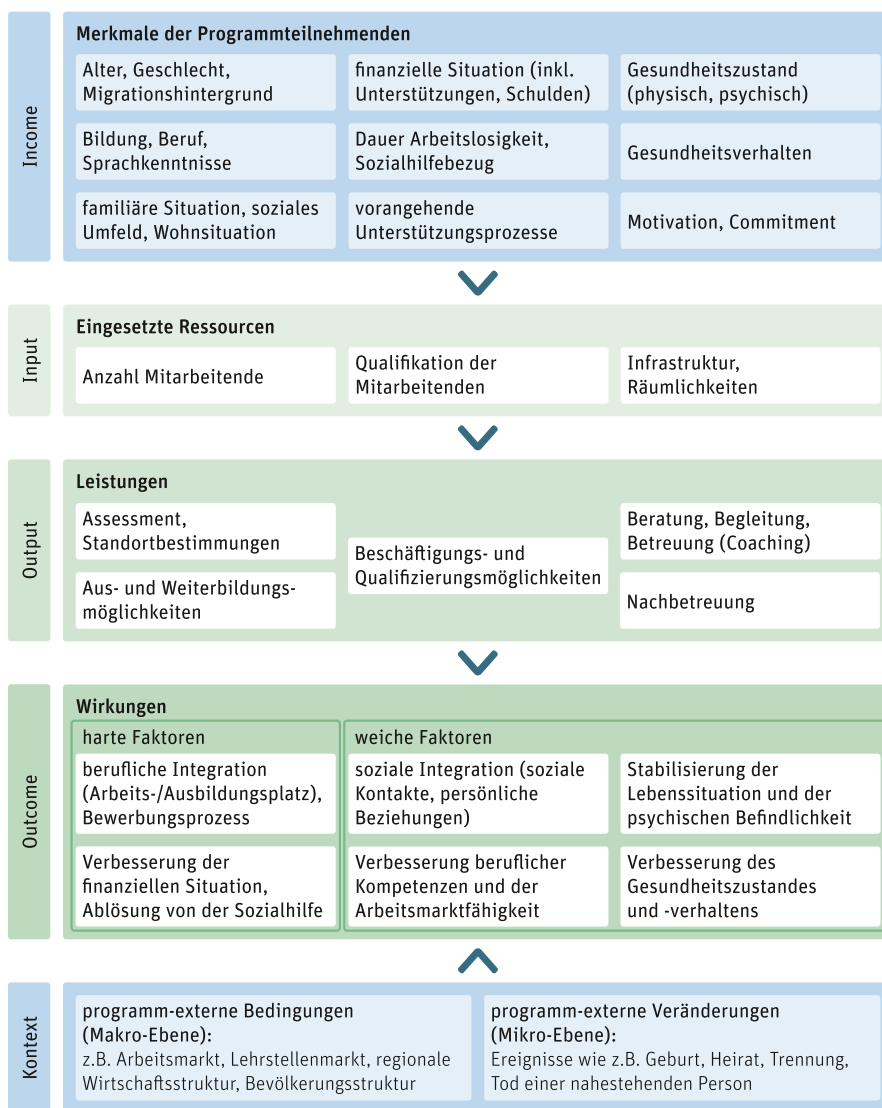 Income
Merkmale der Programmteilnehmenden
Alter, Geschlecht,
Migrationshintergrund
finanzielle Situation (inkl.
Unterstützungen, Schulden)
Gesundheitszustand
(physisch, psychisch)
Bildung, Beruf,
Sprachkenntnisse
Dauer Arbeitslosigkeit,
Sozialhilfebezug
Gesundheitsverhalten
familiäre Situation, soziales
Umfeld, Wohnsituation
vorangehende
Unterstützungsprozesse
Motivation, Commitment
Input
Eingesetzte Ressourcen
Anzahl Mitarbeitende
Qualifikation der
Mitarbeitenden
Infrastruktur,
Räumlichkeiten
Output
Leistungen
Assessment,
Standortbestimmungen
Aus- und Weiterbildungs-
möglichkeiten
Beschäftigungs- und
Qualifizierungsmöglichkeiten
Beratung, Begleitung,
Betreuung (Coaching)
Nachbetreuung
Outcome
Wirkungen
harte Faktoren
berufliche Integration
(Arbeits-/Ausbildungsplatz),
Bewerbungsprozess
Verbesserung der
finanziellen Situation,
Ablösung von der Sozialhilfe
weiche Faktoren
soziale Integration (soziale
Kontakte, persönliche
Beziehungen)
Stabilisierung der
Lebenssituation und der
psychischen Befindlichkeit
Verbesserung beruflicher
Kompetenzen und der
Arbeitsmarktfähigkeit
Verbesserung des
Gesundheitszustandes
und -verhaltens
Kontext
programm-externe Bedingungen
(Makro-Ebene):
z.B. Arbeitsmarkt, Lehrstellenmarkt, regionale
Wirtschaftsstruktur, Bevölkerungsstruktur
programm-externe Veränderungen
(Mikro-Ebene):
Ereignisse wie z.B. Geburt, Heirat, Trennung,
Tod einer nahestehenden Person